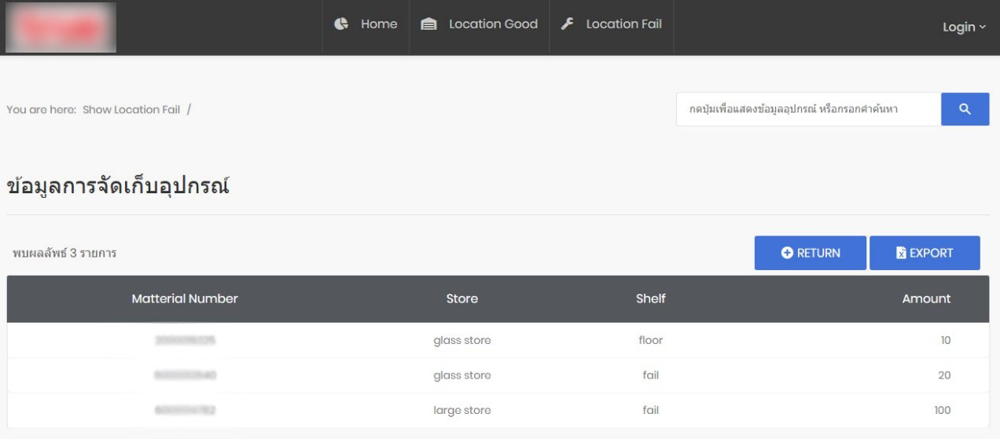 Home Location Good Location Fail Login
You are here: Show Location Fail /
กดปุ่มเพื่อแสดงข้อมูลอุปกรณ์ หรือกรอกคำค้นหา
ข้อมูลการจัดเก็บอุปกรณ์
พบผลลัพธ์ 3 รายการ
RETURN EXPORT
Matterial Number Store Shelf Amount
glass store floor 10
glass store fail 20
large store fail 100